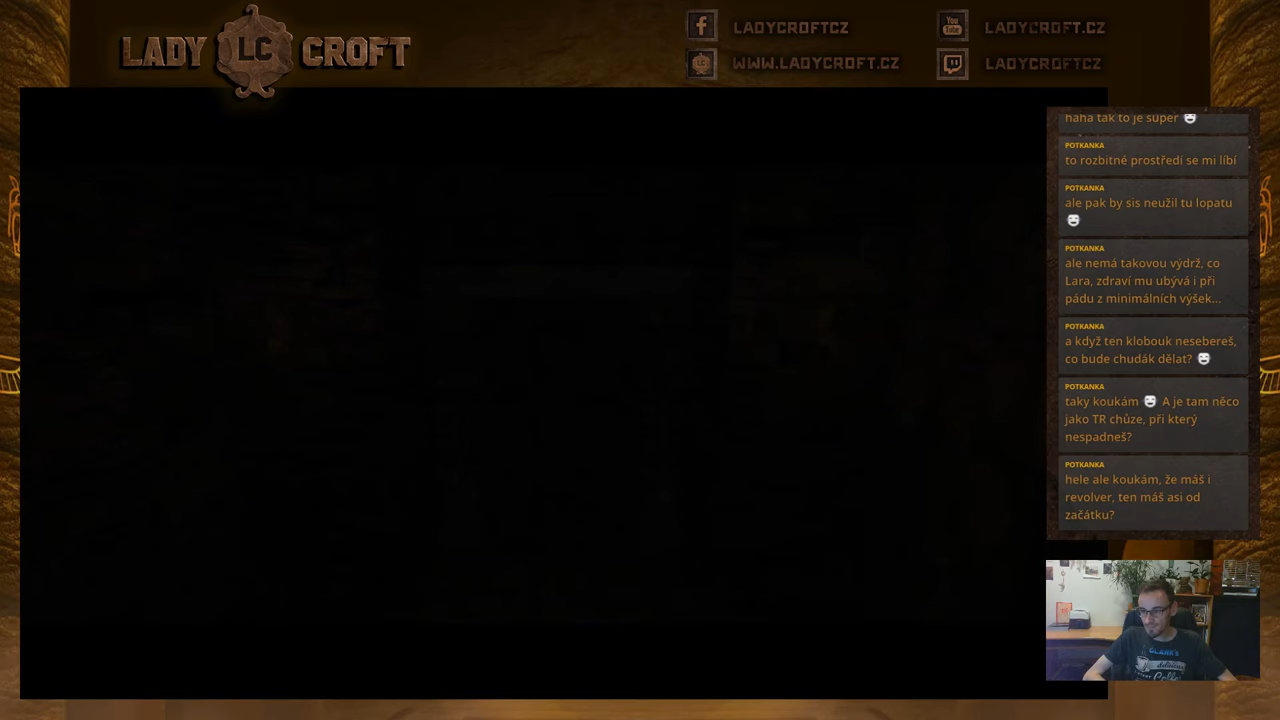 LADY LC CROFT
LADYCROFTCZ
LADYCROFT.CZ
WWW.LADYCROFT.CZ
LADYCROFTCZ
haha tak to je super
POTKANKA
to rozbitné prostředí se mi líbí
POTKANKA
ale pak by sis neužil tu lopatu
POTKANKA
ale nemá takovou výdrž, co
Lara, zdraví mu ubývá i při
pádu z minimálních výšek...
POTKANKA
a když ten klobouk nesebereš,
co bude chudák dělat?
POTKANKA
taky koukám A je tam něco
jako TR chůze, při který
nespadneš?
POTKANKA
hele ale koukám, že máš i
revolver, ten máš asi od
začátku?